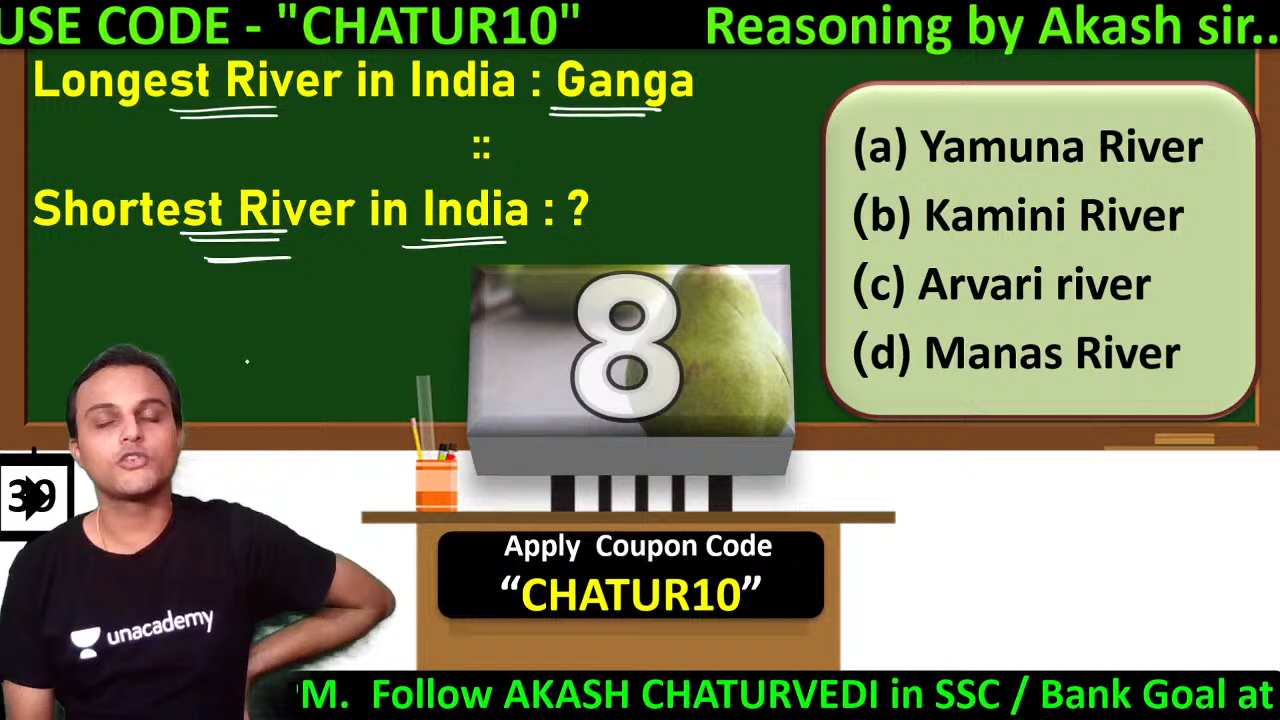 USE CODE - "CHATUR10" Reasoning by Akash sir..
Longest River in India : Ganga
::
Shortest River in India : ?
(a) Yamuna River
(b) Kamini River
(c) Arvari river
(d) Manas River
8
unacademy
Apply Coupon Code
“CHATUR10”
M. Follow AKASH CHATURVEDI in SSC / Bank Goal at